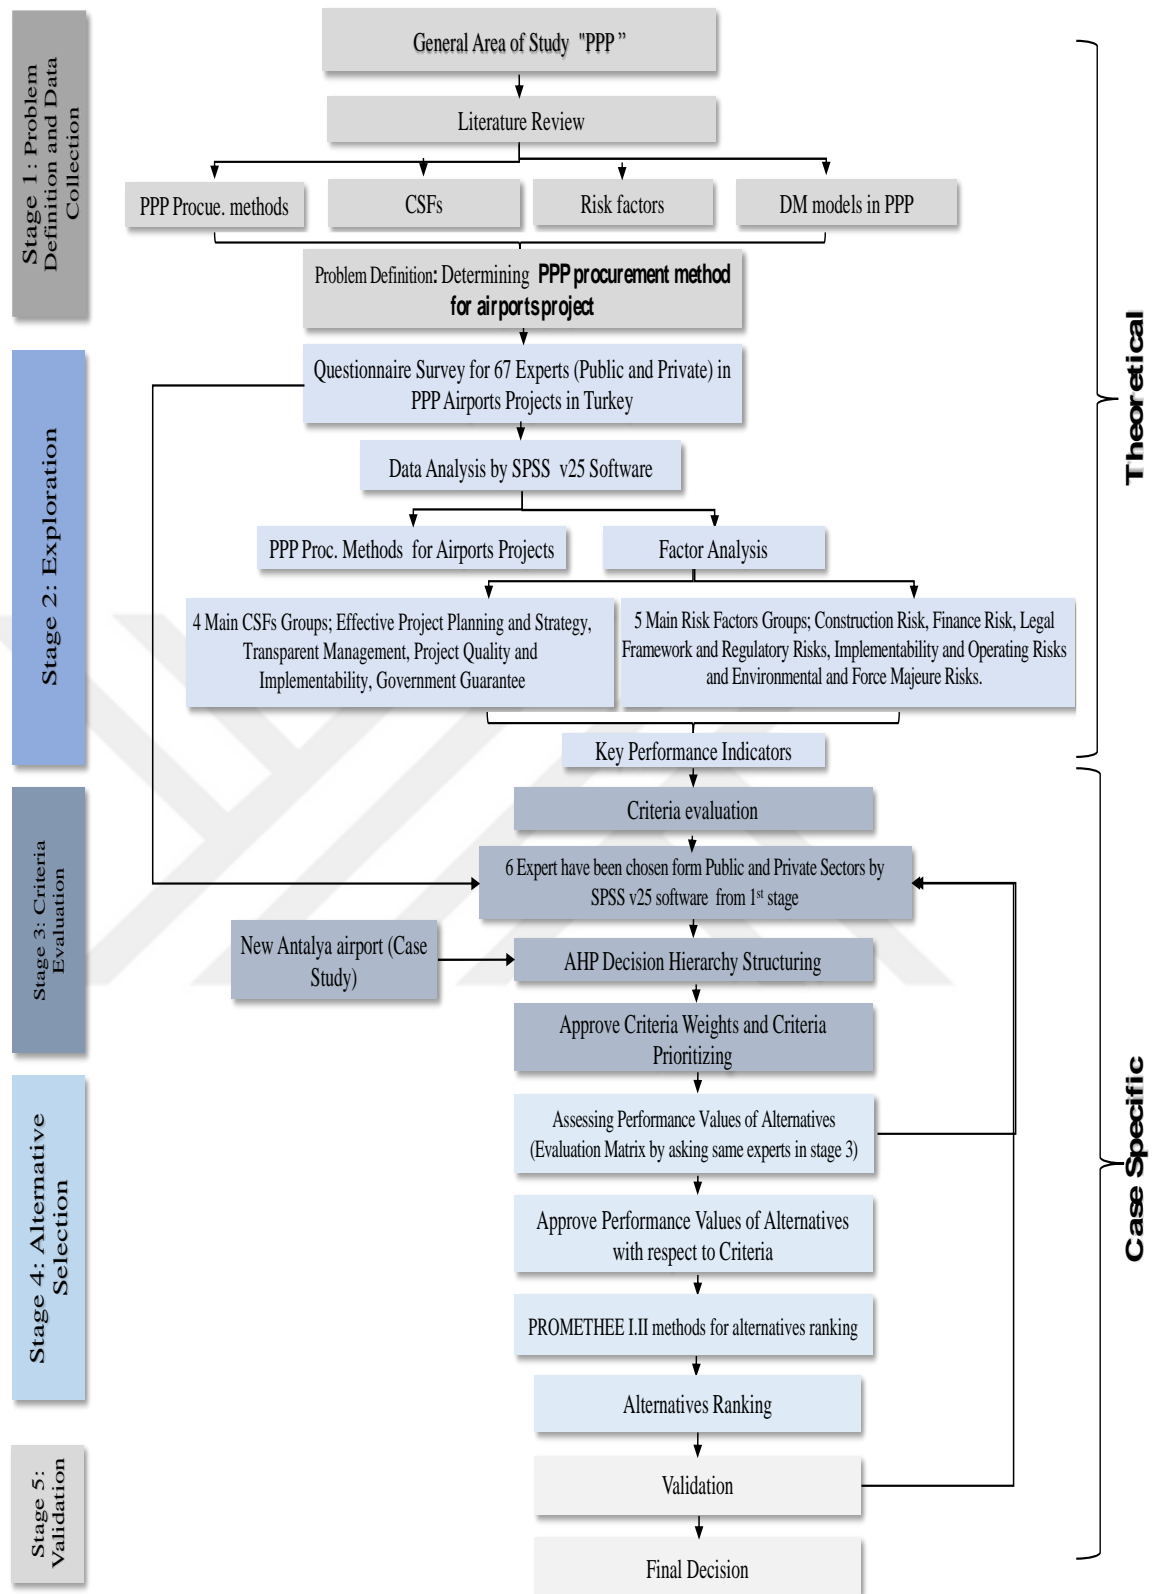 Stage 1: Problem
Definition and Data
Collection
General Area of Study "PPP”
Literature Review
PPP Procue. methods
CSFs
Risk factors
DM models in PPP
Problem Definition: Determining PPP procurement method
for airports project
Theoretical
Stage 2: Exploration
Questionnaire Survey for 67 Experts (Public and Private) in
PPP Airports Projects in Turkey
Data Analysis by SPSS v25 Software
PPP Proc. Methods for Airports Projects
Factor Analysis
4 Main CSFs Groups; Effective Project Planning and Strategy,
Transparent Management, Project Quality and
Implementability, Government Guarantee
5 Main Risk Factors Groups; Construction Risk, Finance Risk, Legal
Framework and Regulatory Risks, Implementability and Operating Risks
and Environmental and Force Majeure Risks.
Key Performance Indicators
Stage 3: Criteria
Evaluation
Criteria evaluation
6 Expert have been chosen form Public and Private Sectors by
SPSS v25 software from 1st stage
New Antalya airport (Case
Study)
AHP Decision Hierarchy Structuring
Approve Criteria Weights and Criteria
Prioritizing
Case Specific
Stage 4: Alternative
Selection
Assessing Performance Values of Alternatives
(Evaluation Matrix by asking same experts in stage 3)
Approve Performance Values of Alternatives
with respect to Criteria
PROMETHEE I.II methods for alternatives ranking
Alternatives Ranking
Stage 5:
Validation
Validation
Final Decision